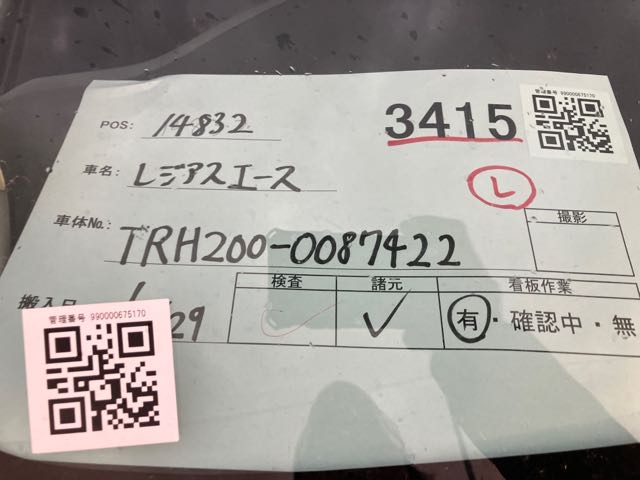 管理番号 990000675170
POS: 14832
3415
車名: レジアスエース
L
車体No.: TRH200-0087422
撮影
搬入日
29
検査
諸元
看板作業
✓
有・確認中・無
管理番号 990000675170